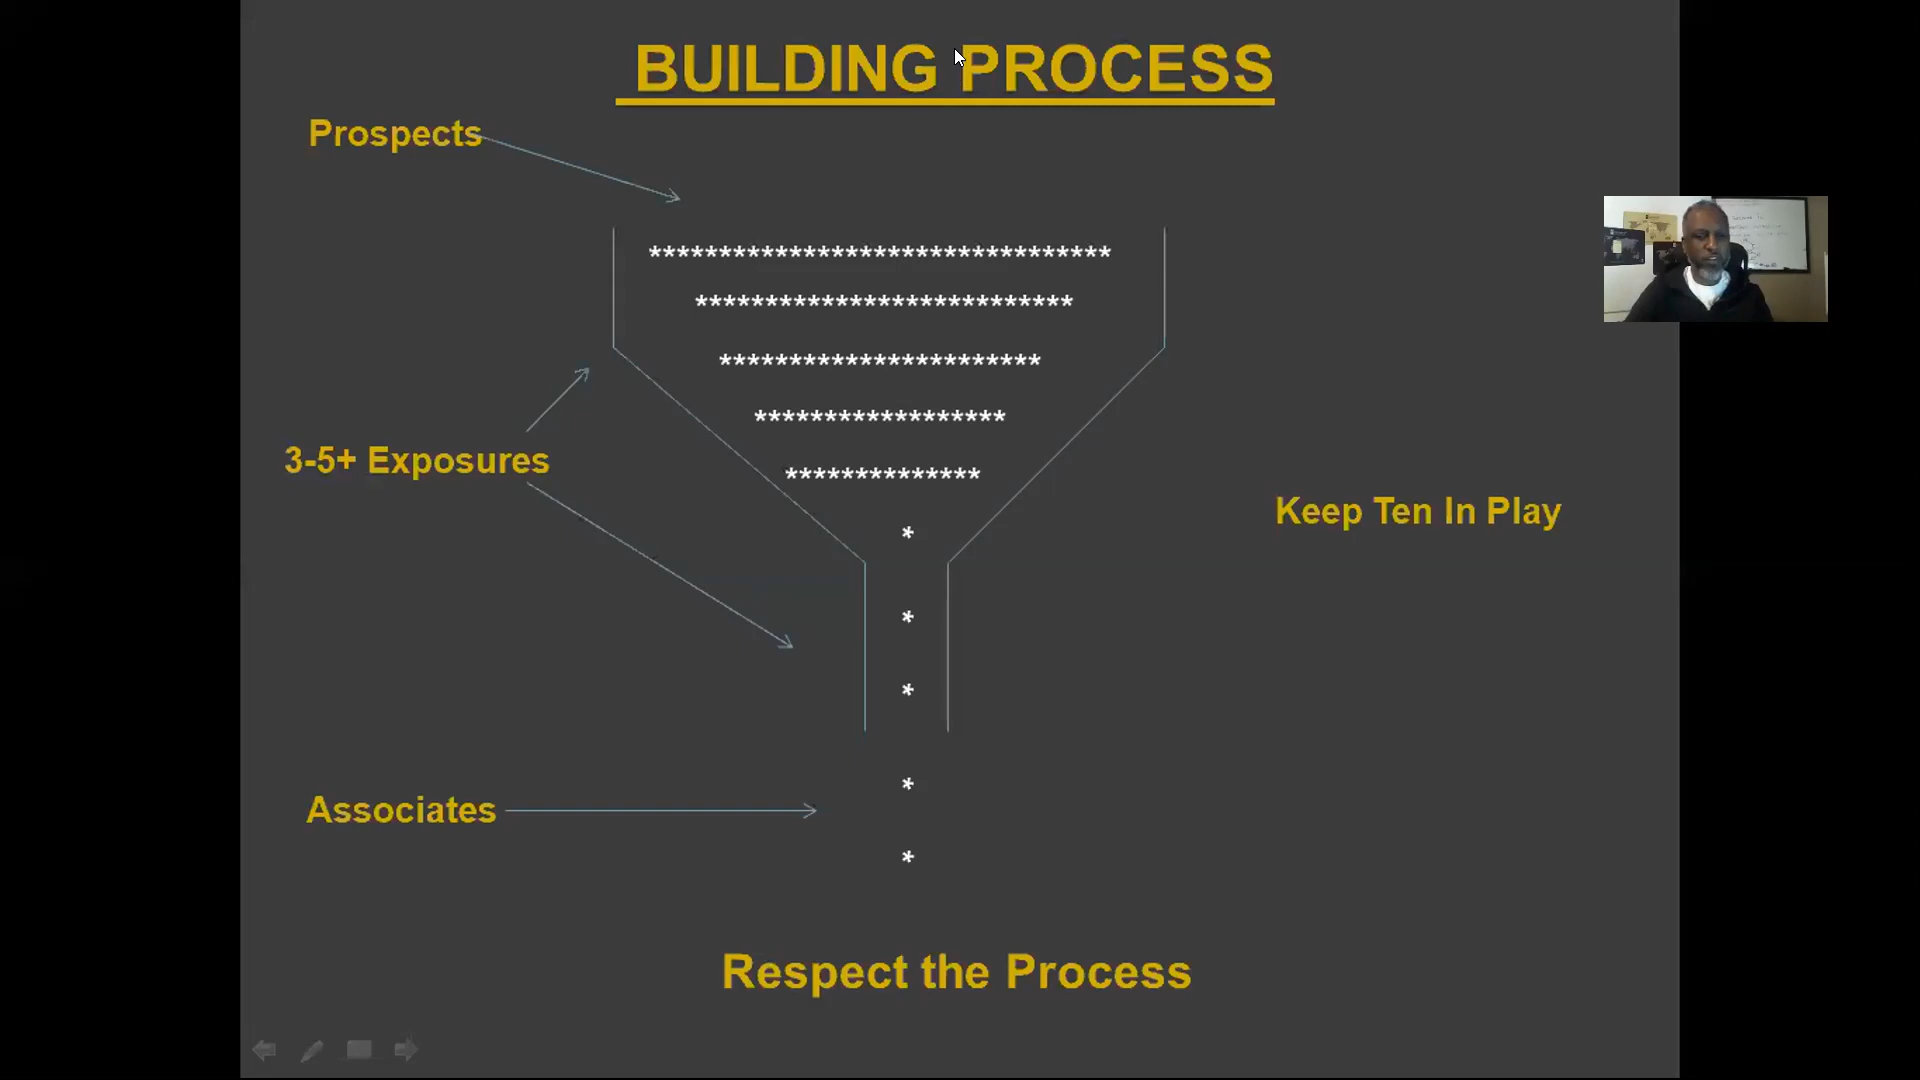 BUILDING PROCESS
Prospects
*********************************
***************************
***********************
******************
**************
3-5+ Exposures
Keep Ten In Play
*
*
*
*
Associates
*
Respect the Process